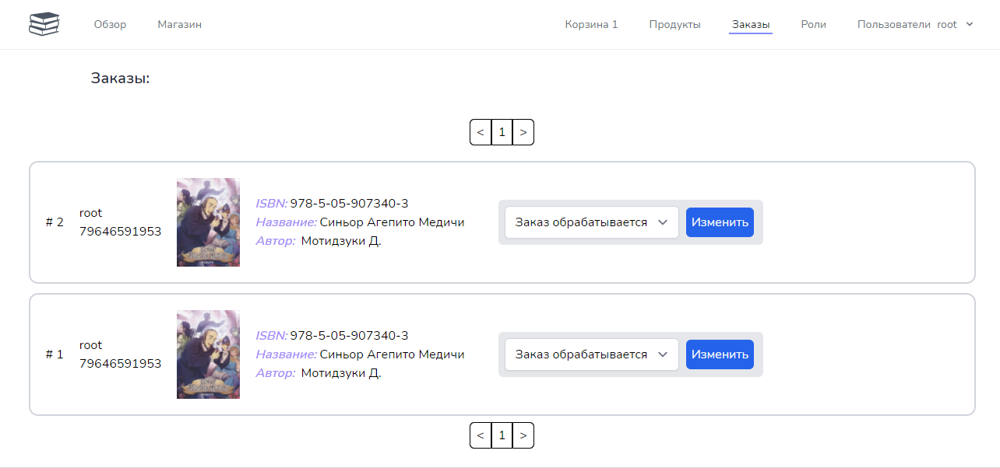 Обзор Магазин Корзина 1 Продукты Заказы Роли Пользователи root
Заказы:
< 1 >
# 2
root
79646591953
ISBN: 978-5-05-907340-3
Название: Синьор Агепито Медичи
Автор: Мотидзуки Д.
Заказ обрабатывается
Изменить
# 1
root
79646591953
ISBN: 978-5-05-907340-3
Название: Синьор Агепито Медичи
Автор: Мотидзуки Д.
Заказ обрабатывается
Изменить
< 1 >